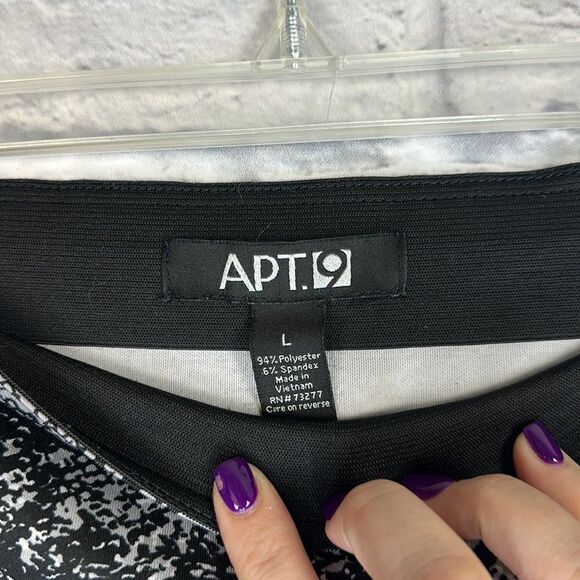 APT.9
L
94% Polyester
6% Spandex
Made in
Vietnam
RN# 73277
Care on reverse